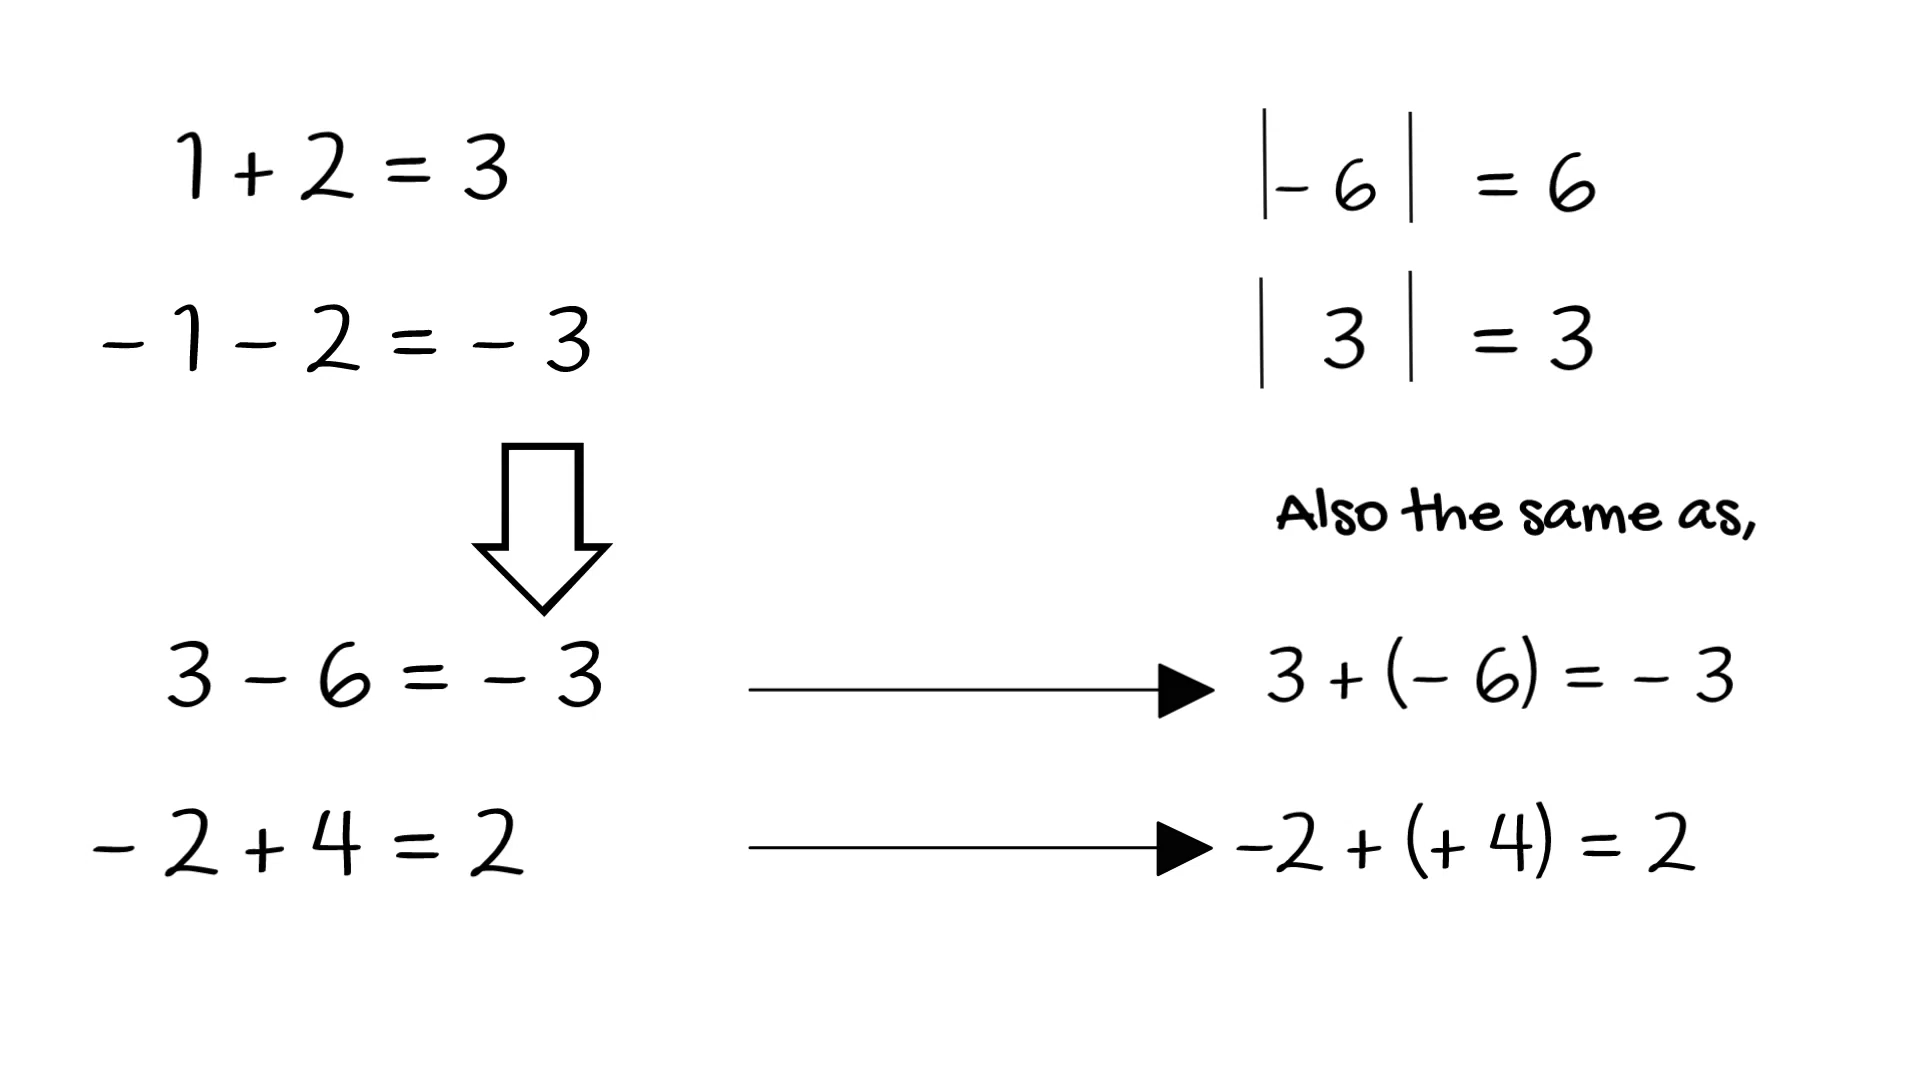 1 + 2 = 3
- 1 - 2 = - 3
3 - 6 = - 3
- 2 + 4 = 2
|- 6| = 6
| 3 | = 3
Also the same as,
3 + (- 6) = - 3
-2 + (+ 4) = 2